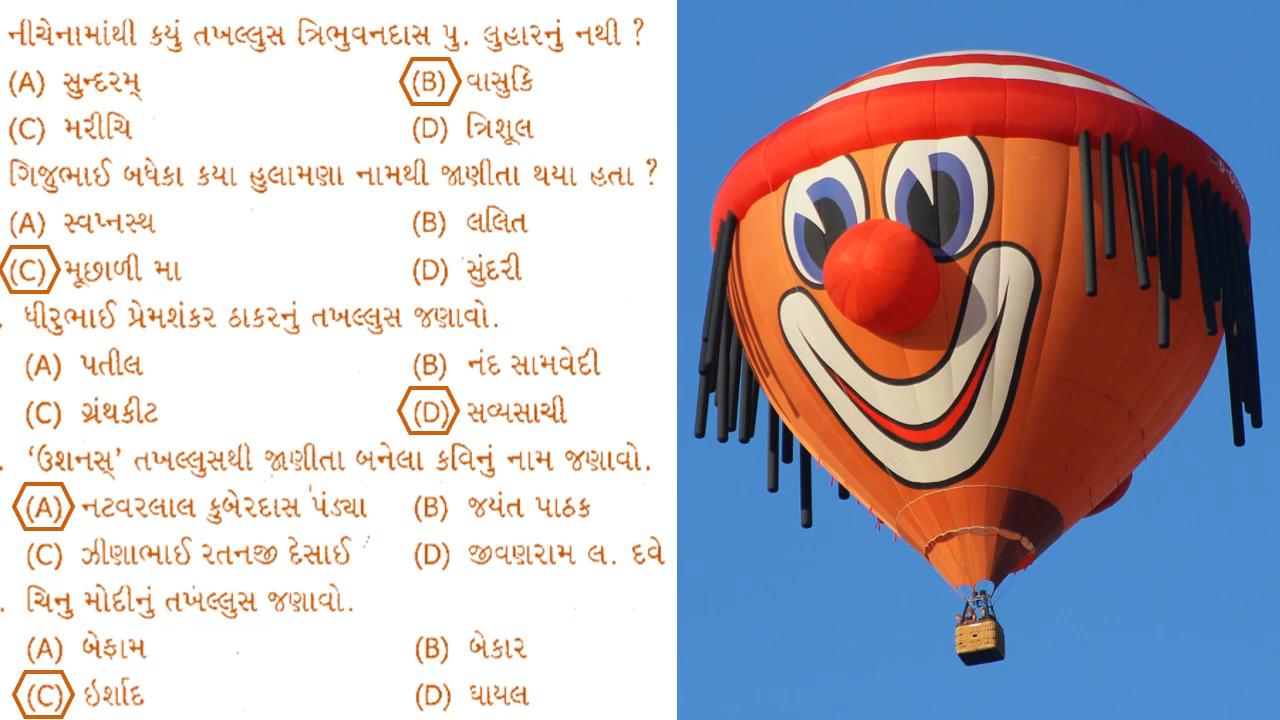 નીચેનામાંથી કયું તખલ્લુસ ત્રિભુવનદાસ પુ. લુહારનું નથી ?
(A) સુન્દરમ્ (B) વાસુકિ
(C) મરીચિ (D) ત્રિશૂલ
ગિજુભાઈ બધેકા કયા હુલામણા નામથી જાણીતા થયા હતા ?
(A) સ્વપ્નસ્થ (B) લલિત
(C) મૂછાળી મા (D) સુંદરી
. ધીરુભાઈ પ્રેમશંકર ઠાકરનું તખલ્લુસ જણાવો.
(A) પતીલ (B) નંદ સામવેદી
(C) ગ્રંથકીટ (D) સવ્યસાચી
. ‘ઉશનસ્’ તખલ્લુસથી જાણીતા બનેલા કવિનું નામ જણાવો.
(A) નટવરલાલ કુબેરદાસ પંડ્યા (B) જયંત પાઠક
(C) ઝીણાભાઈ રતનજી દેસાઈ (D) જીવણરામ લ. દવે
. ચિનુ મોદીનું તખલ્લુસ જણાવો.
(A) બેફામ (B) બેકાર
(C) ઇર્શાદ (D) ઘાયલ